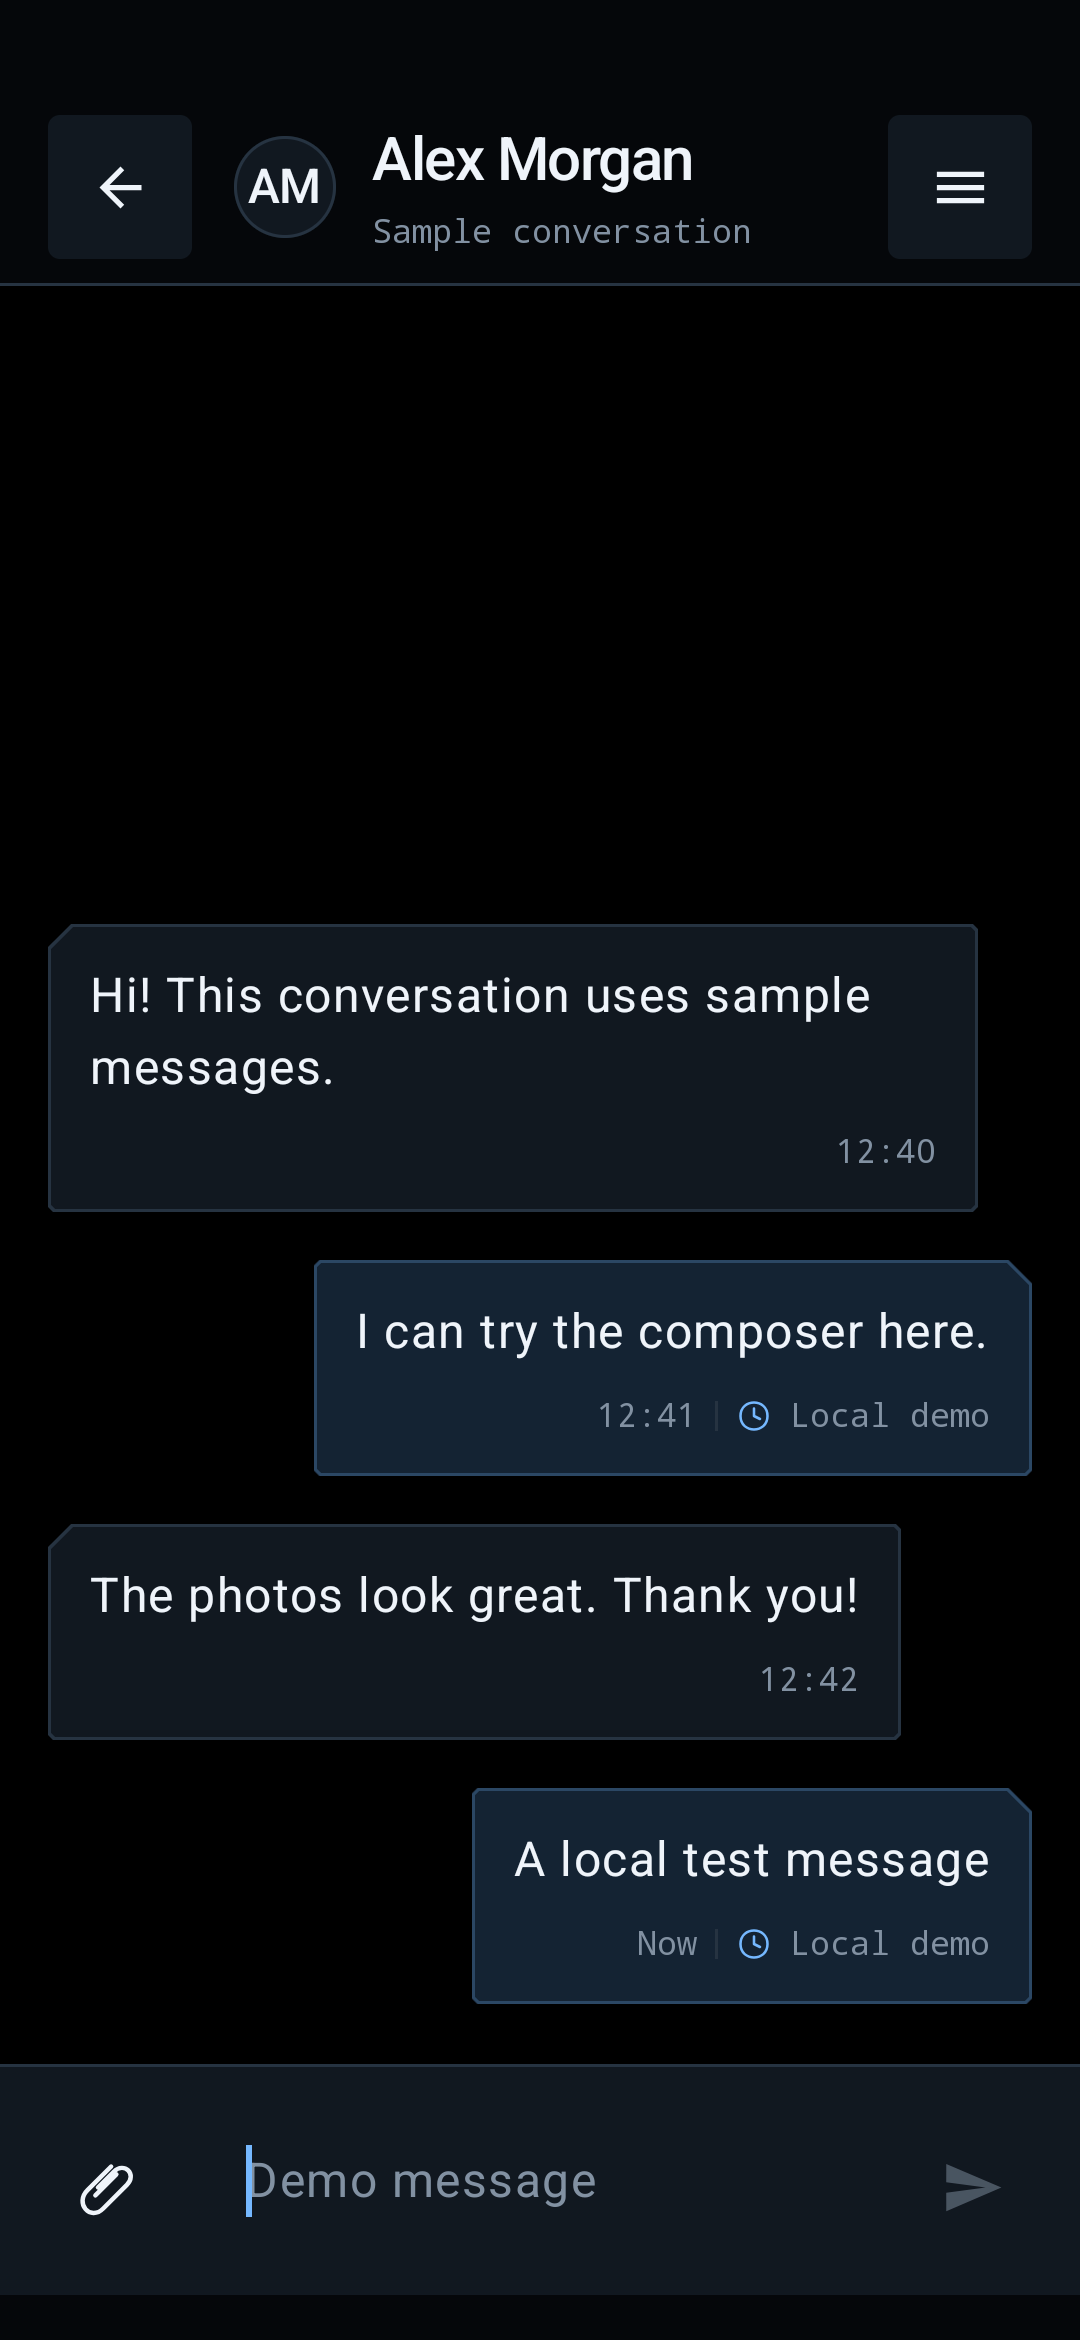 AM
Alex Morgan
Sample conversation
Hi! This conversation uses sample
messages.
12:40
I can try the composer here.
12:41 Local demo
The photos look great. Thank you!
12:42
A local test message
Now Local demo
Demo message